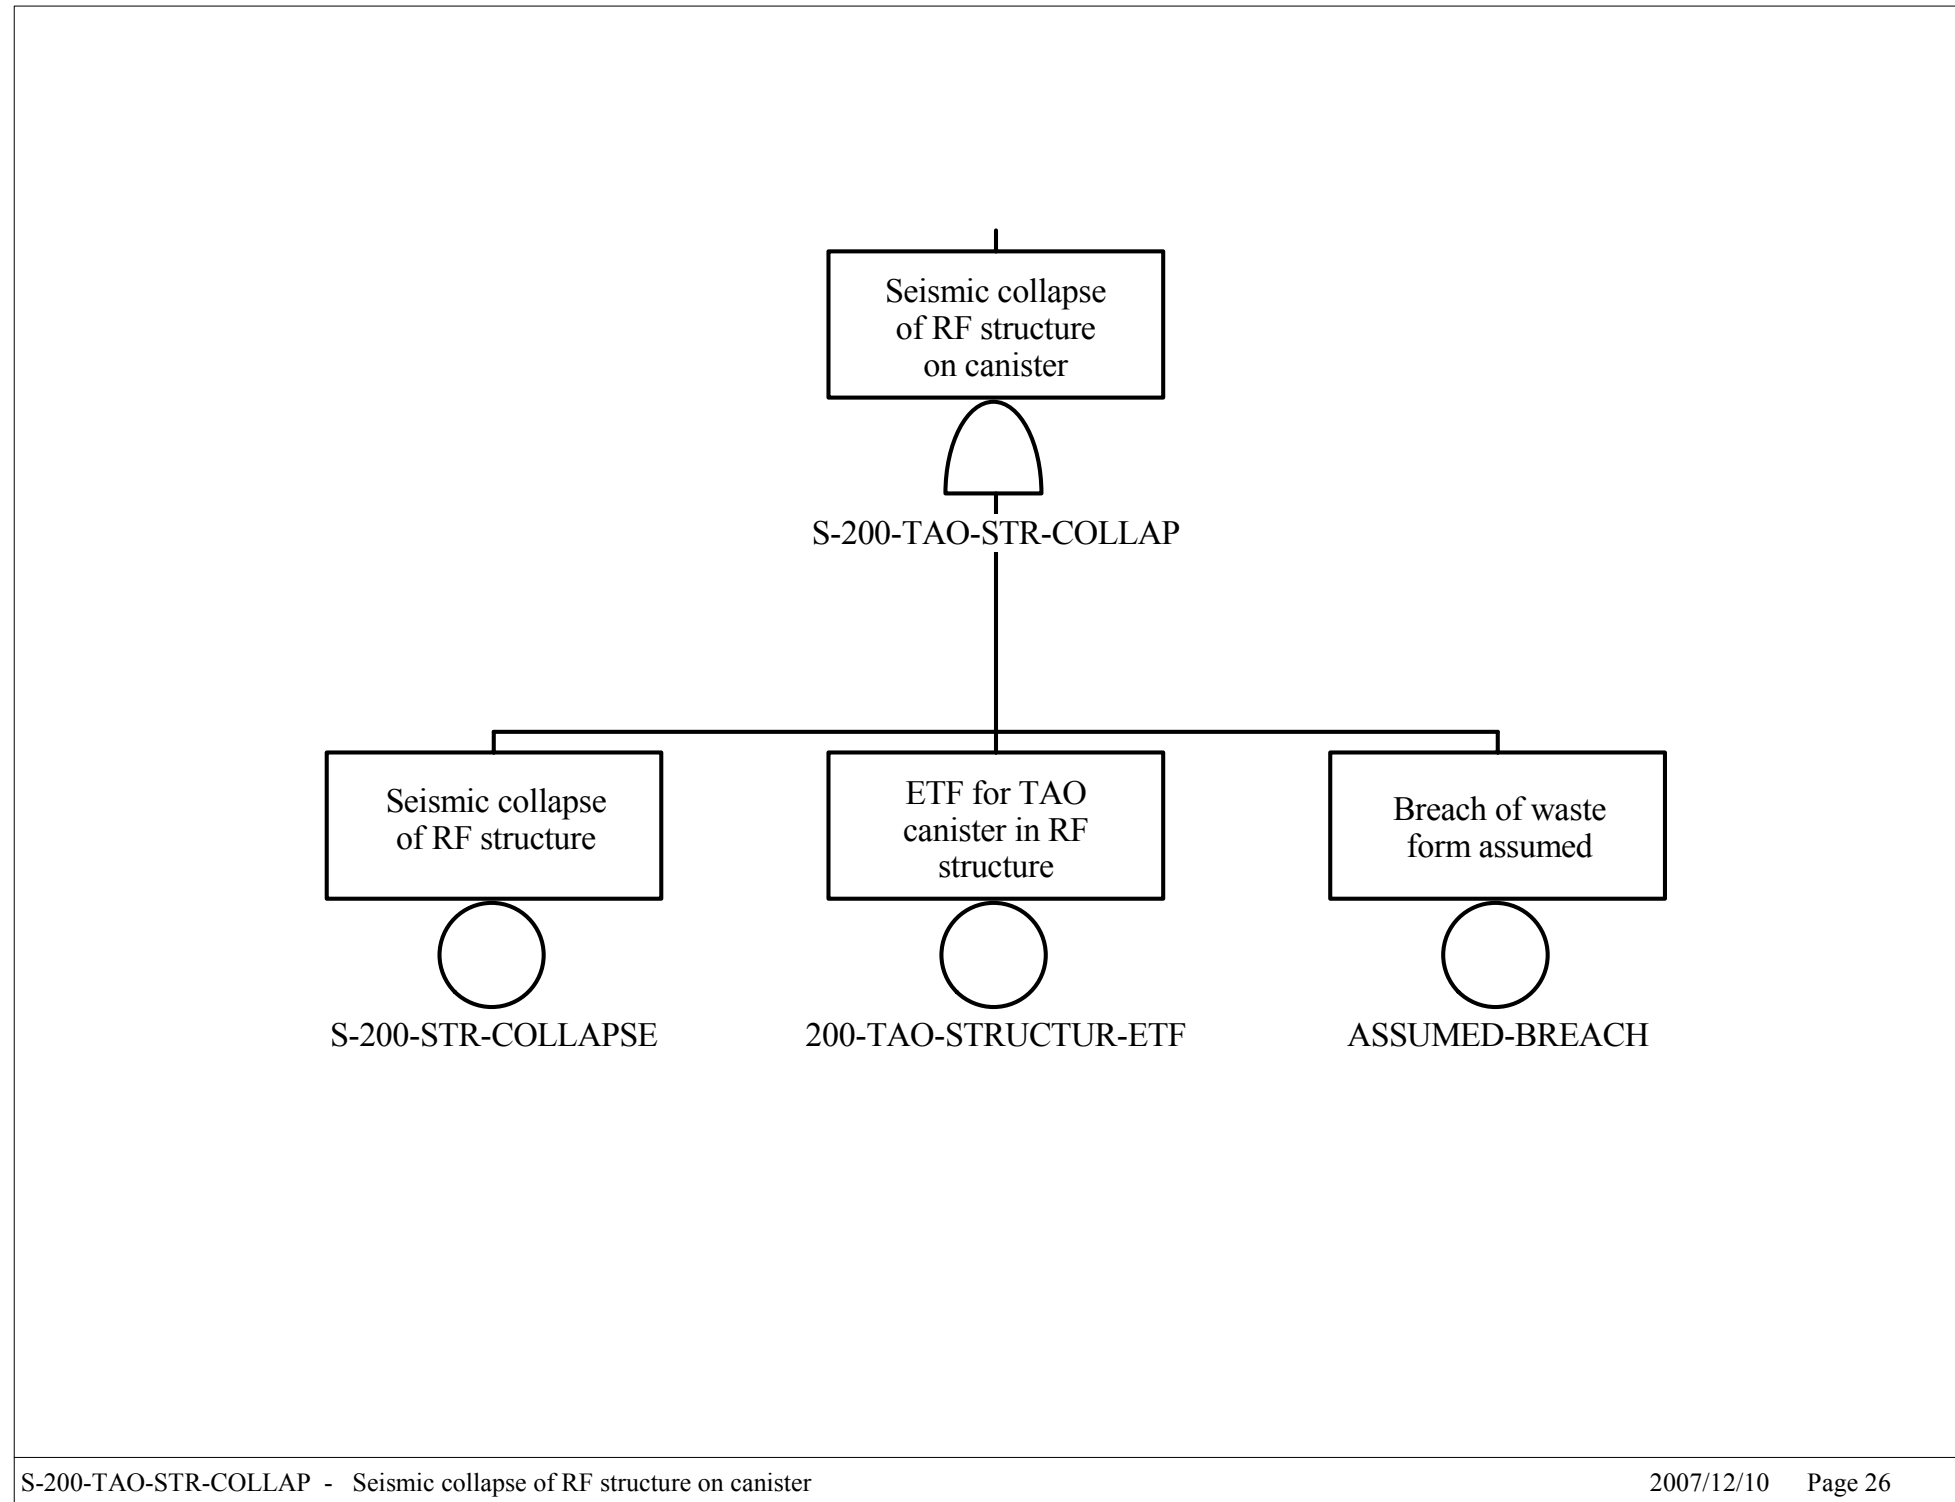 Seismic collapse
of RF structure
on canister
S-200-TAO-STR-COLLAP
Seismic collapse
of RF structure
ETF for TAO
canister in RF
structure
Breach of waste
form assumed
S-200-STR-COLLAPSE
200-TAO-STRUCTUR-ETF
ASSUMED-BREACH
S-200-TAO-STR-COLLAP - Seismic collapse of RF structure on canister
2007/12/10 Page 26